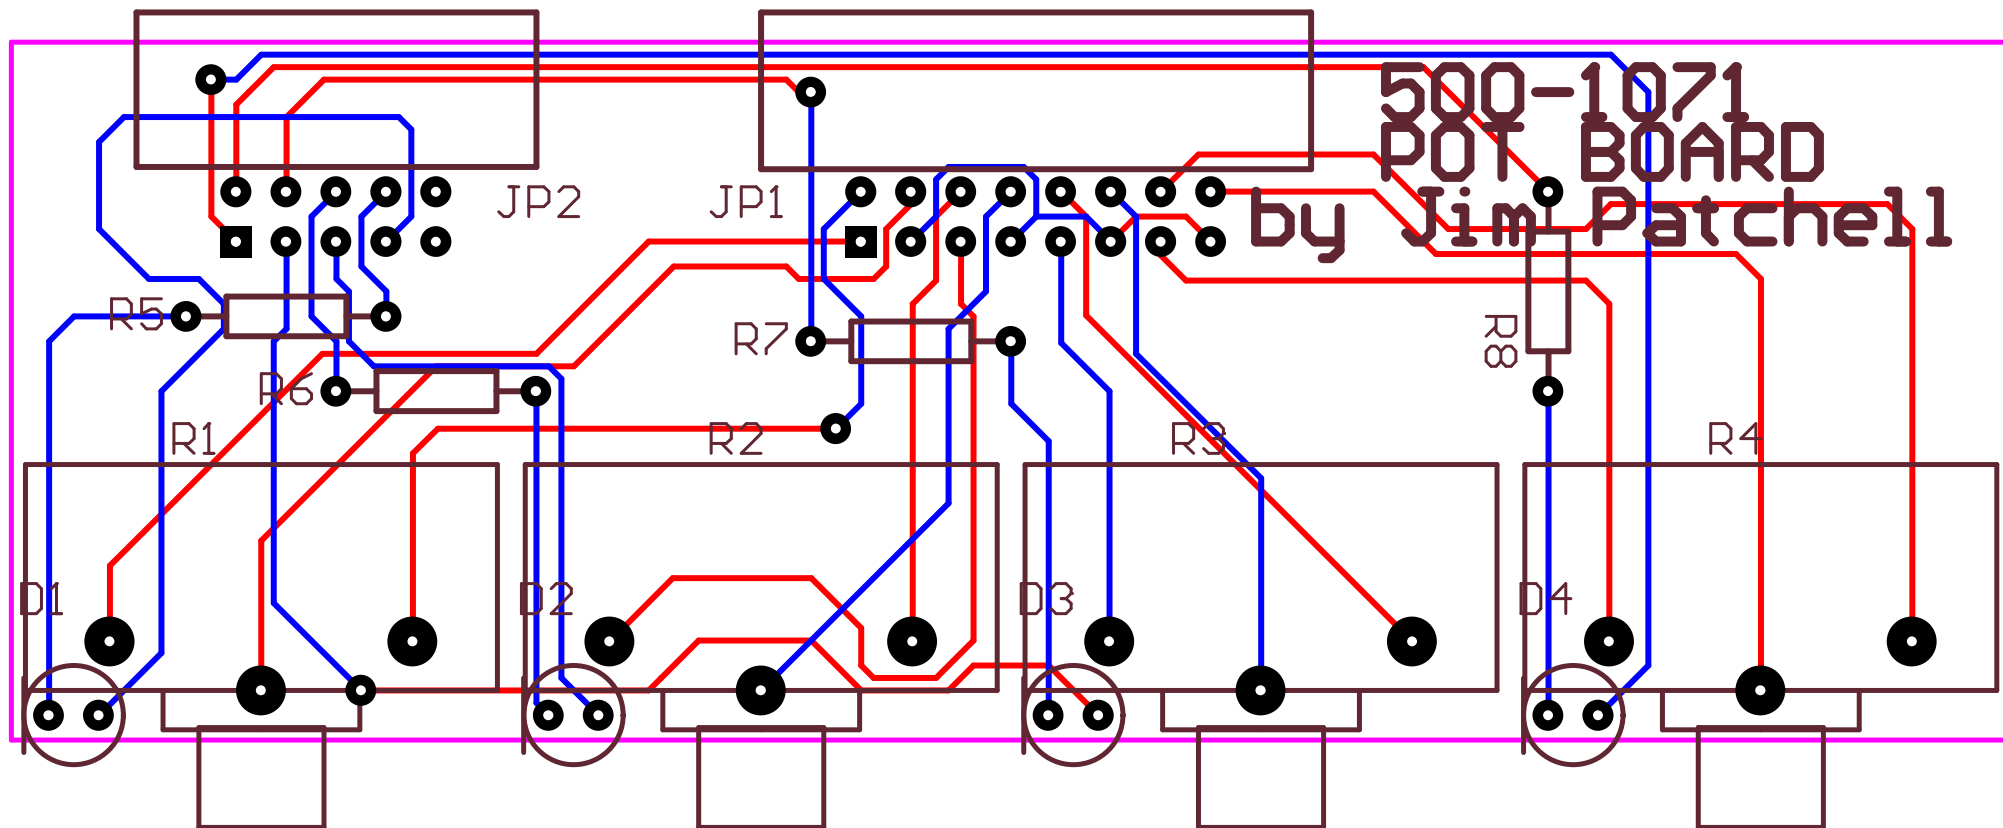 500-1071
POT BOARD
by Jim Patchell
JP2
JP1
R5
R7
R8
R6
R1
R2
R3
R4
D1
D2
D3
D4